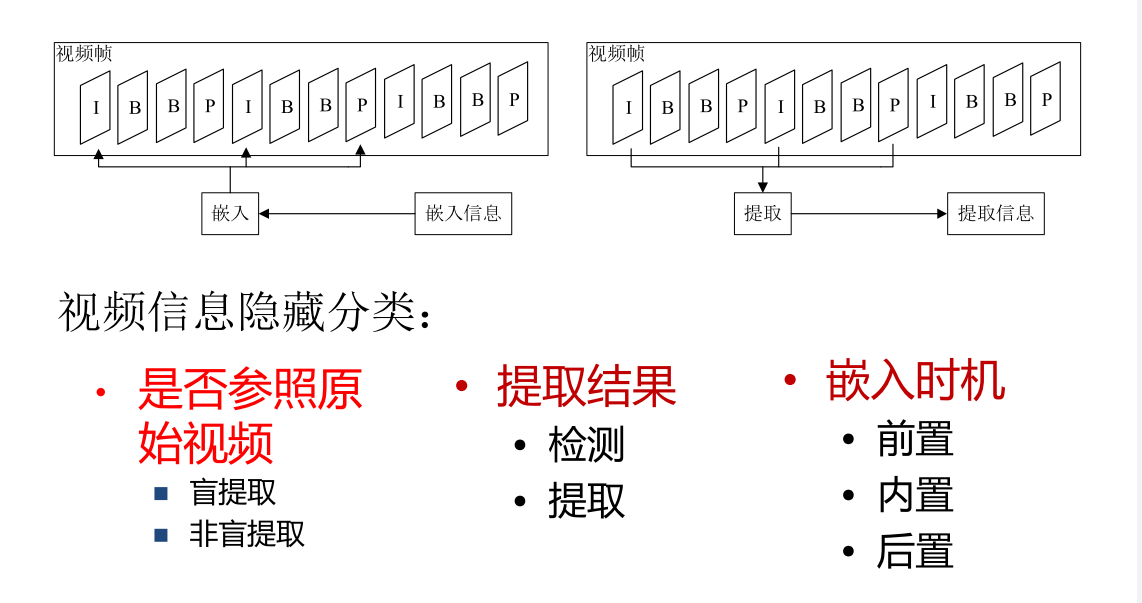 视频帧
I B B P I B B P I B B P
嵌入
嵌入信息
视频帧
I B B P I B B P I B B P
提取
提取信息
视频信息隐藏分类：
• 是否参照原
始视频
■ 盲提取
■ 非盲提取
• 提取结果
• 检测
• 提取
• 嵌入时机
• 前置
• 内置
• 后置